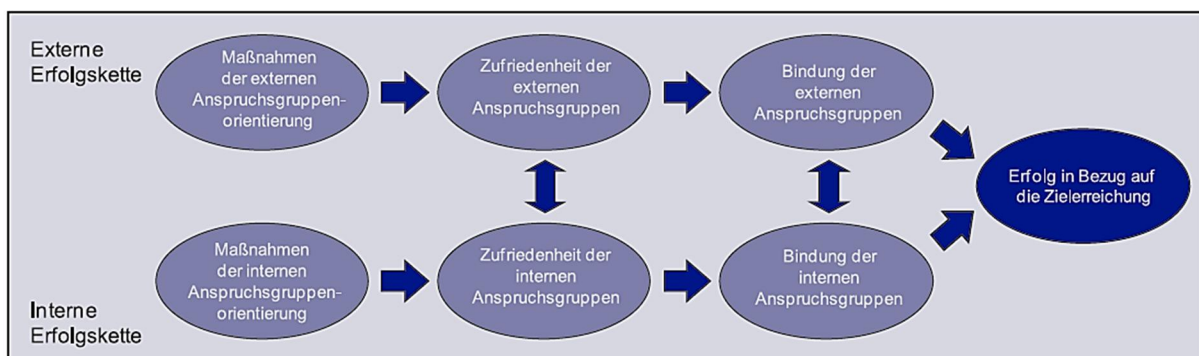 Externe
Erfolgskette
Maßnahmen
der externen
Anspruchsgruppen-
orientierung
Zufriedenheit der
externen
Anspruchsgruppen
Bindung der
externen
Anspruchsgruppen
Erfolg in Bezug auf
die Zielerreichung
Maßnahmen
der internen
Anspruchsgruppen-
orientierung
Zufriedenheit der
internen
Anspruchsgruppen
Bindung der
internen
Anspruchsgruppen
Interne
Erfolgskette